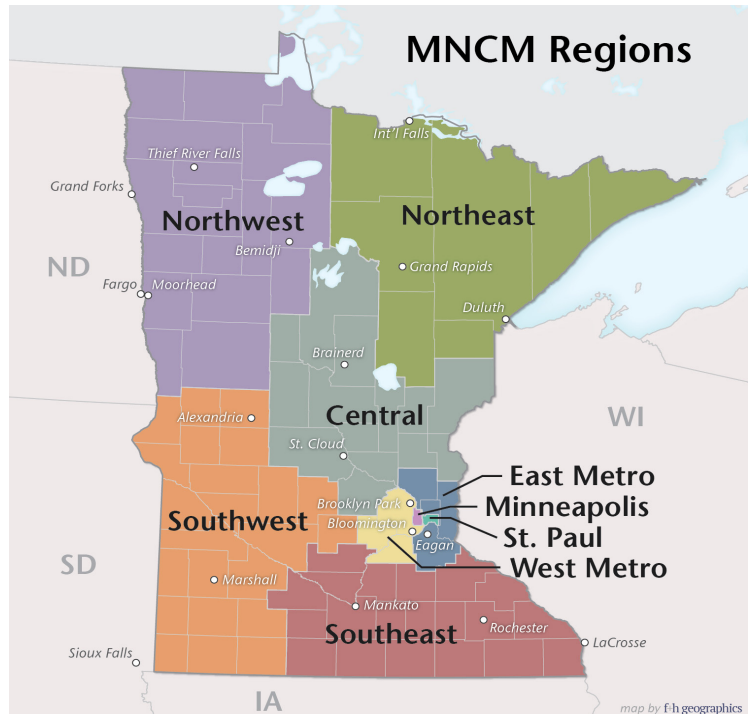 MNCM Regions
Int'l Falls
Thief River Falls
Grand Forks
Northwest
Northeast
Bemidji
ND
Grand Rapids
Fargo
Moorhead
Duluth
Brainerd
Alexandria
Central
WI
St. Cloud
East Metro
Brooklyn Park
Minneapolis
Southwest
Bloomington
St. Paul
Eagan
SD
West Metro
Marshall
Mankato
Southeast
Rochester
LaCrosse
Sioux Falls
IA
map by f+h geographics